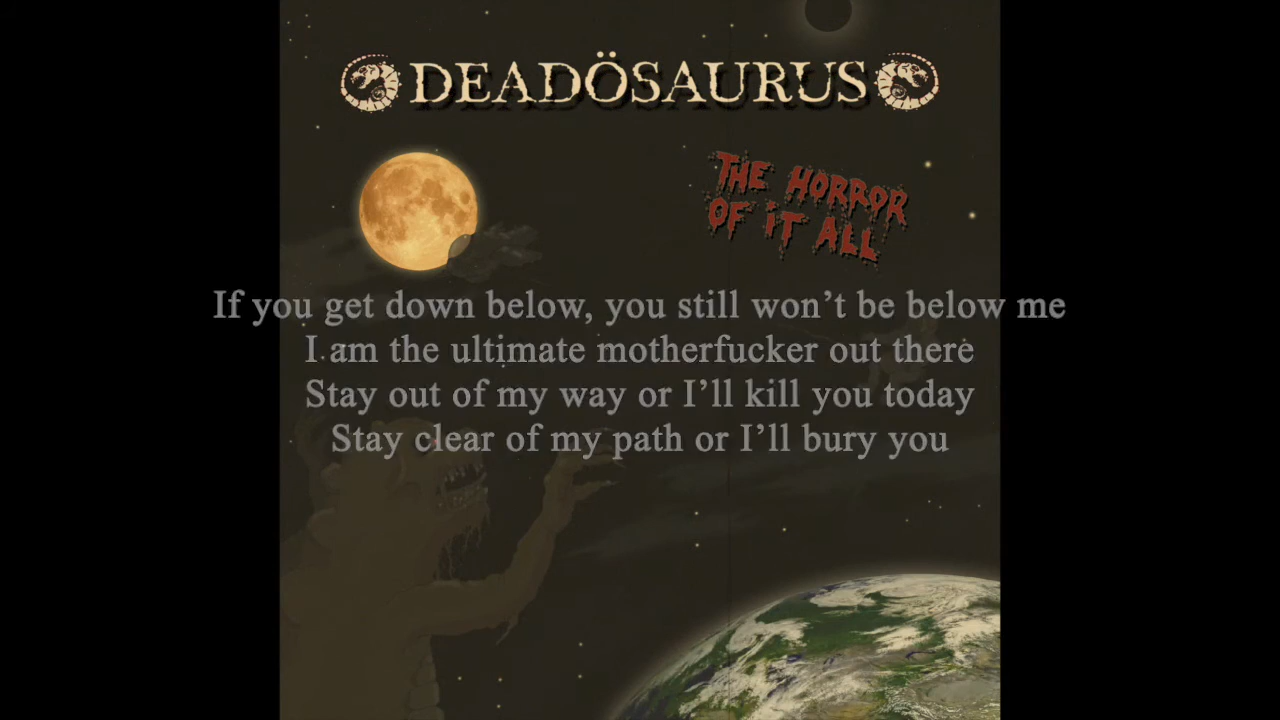 DEADÖSAURUS
THE HORROR
OF iT ALL
If you get down below, you still won’t be below me
I am the ultimate motherfucker out there
Stay out of my way or I’ll kill you today
Stay clear of my path or I’ll bury you